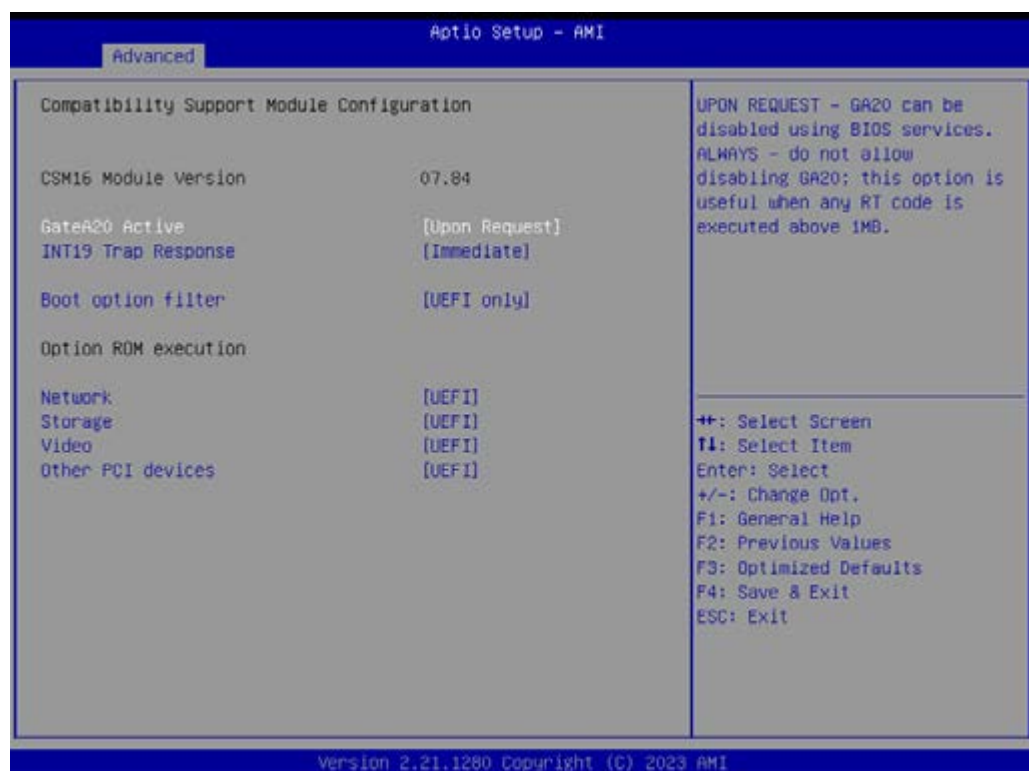 Aptio Setup – AMI
Advanced
Compatibility Support Module Configuration
CSM16 Module Version 07.84
GateA20 Active [Upon Request]
INT19 Trap Response [Immediate]
Boot option filter [UEFI only]
Option ROM execution
Network [UEFI]
Storage [UEFI]
Video [UEFI]
Other PCI devices [UEFI]
UPON REQUEST – GA20 can be
disabled using BIOS services.
ALWAYS – do not allow
disabling GA20; this option is
useful when any RT code is
executed above 1MB.
→←: Select Screen
↑↓: Select Item
Enter: Select
+/-: Change Opt.
F1: General Help
F2: Previous Values
F3: Optimized Defaults
F4: Save & Exit
ESC: Exit
Version 2.21.1280 Copyright (C) 2023 AMI